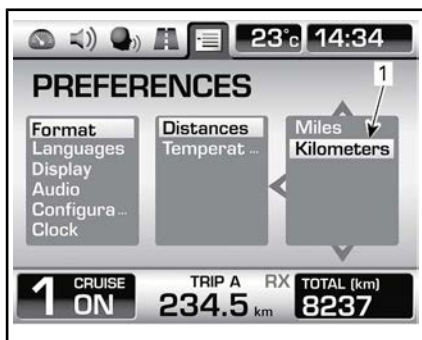 23°c 14:34
PREFERENCES
1
Format
Languages
Display
Audio
Configura ...
Clock
Distances
Temperat ...
Miles
Kilometers
1 CRUISE ON
TRIP A
234.5 km
RX
TOTAL (km)
8237